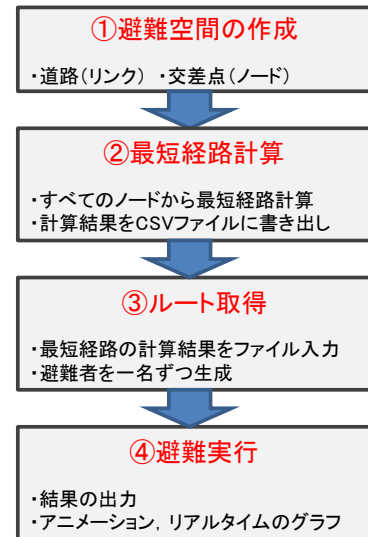 ①避難空間の作成
・道路(リンク) ・交差点(ノード)
②最短経路計算
・すべてのノードから最短経路計算
・計算結果をCSVファイルに書き出し
③ルート取得
・最短経路の計算結果をファイル入力
・避難者を一名ずつ生成
④避難実行
・結果の出力
・アニメーション, リアルタイムのグラフ